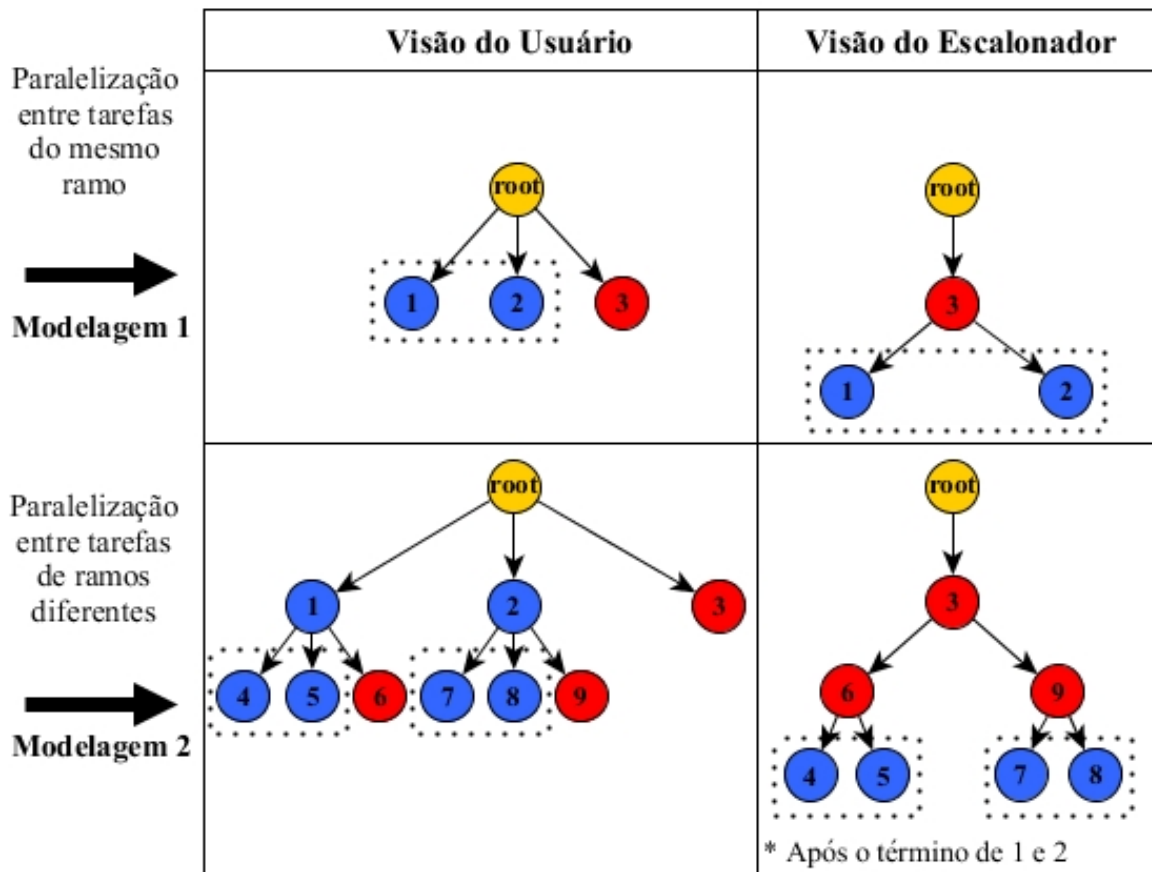 Visão do Usuário
Visão do Escalonador
Paralelização
entre tarefas
do mesmo
ramo
Modelagem 1
root
1
2
3
root
3
1
2
Paralelização
entre tarefas
de ramos
diferentes
Modelagem 2
root
1
2
3
4
5
6
7
8
9
root
3
6
9
4
5
7
8
* Após o término de 1 e 2